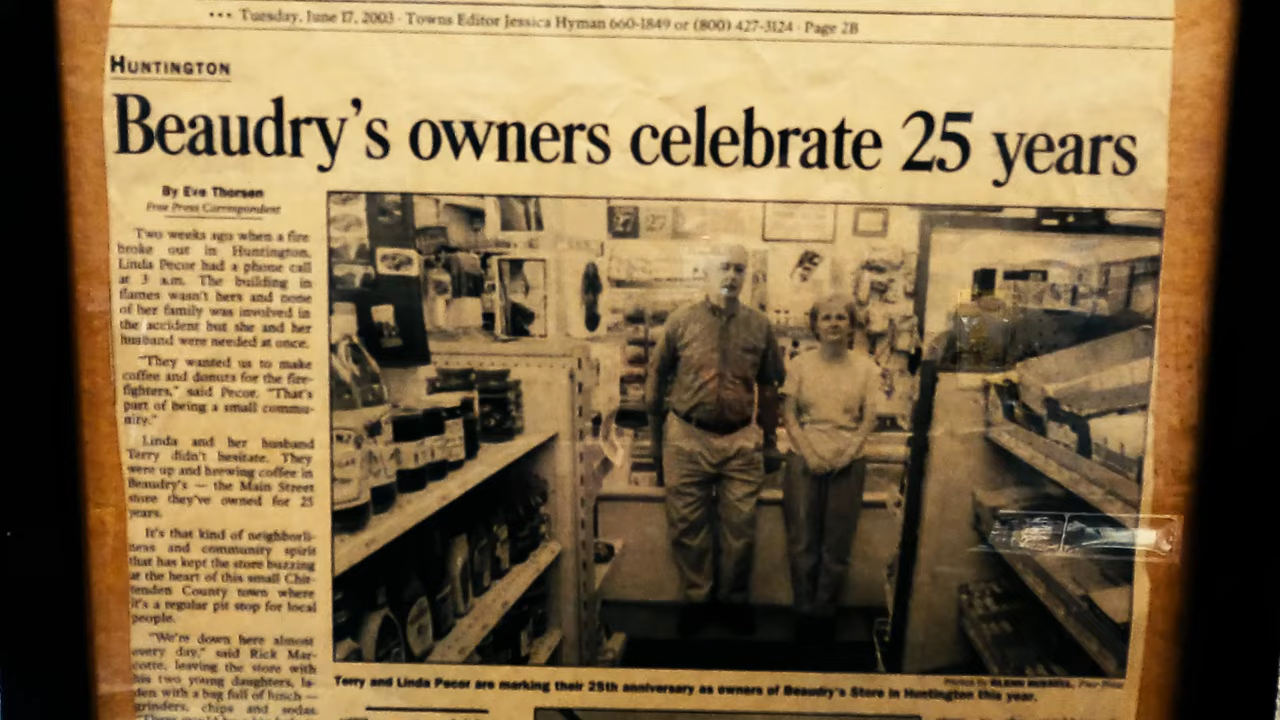 ••• Tuesday, June 17, 2003 · Towns Editor Jessica Hyman 660-1849 or (800) 427-3124 · Page 2B
HUNTINGTON
Beaudry's owners celebrate 25 years
By Eve Thorsen
Free Press Correspondent
Two weeks ago when a fire
broke out in Huntington,
Linda Pecor had a phone call
at 3 a.m. The building in
flames wasn't hers and none
of her family was involved in
the accident but she and her
husband were needed at once.
"They wanted us to make
coffee and donuts for the fire-
fighters," said Pecor. "That's
part of being a small commu-
nity."
Linda and her husband
Terry didn't hesitate. They
were up and brewing coffee in
Beaudry's — the Main Street
store they've owned for 25
years.
It's that kind of neighborli-
ness and community spirit
that has kept the store buzzing
at the heart of this small Chit-
tenden County town where
it's a regular pit stop for local
people.
"We're down here almost
every day," said Rick Mar-
cotte, leaving the store with
his two young daughters, la-
den with a bag full of lunch —
grinders, chips and sodas.
27 27
Photos by GLENN
Terry and Linda Pecor are marking their 25th anniversary as owners of Beaudry's Store in Huntington this year.